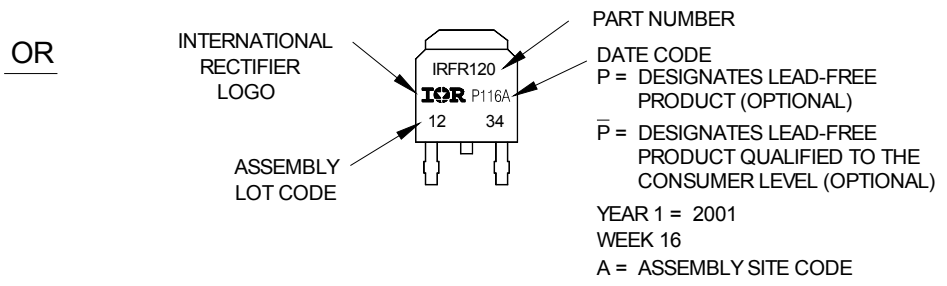 OR
INTERNATIONAL
RECTIFIER
LOGO
ASSEMBLY
LOT CODE
IRFR120
IOR P116A
12 34
PART NUMBER
DATE CODE
P = DESIGNATES LEAD-FREE
PRODUCT (OPTIONAL)
P̅ = DESIGNATES LEAD-FREE
PRODUCT QUALIFIED TO THE
CONSUMER LEVEL (OPTIONAL)
YEAR 1 = 2001
WEEK 16
A = ASSEMBLY SITE CODE